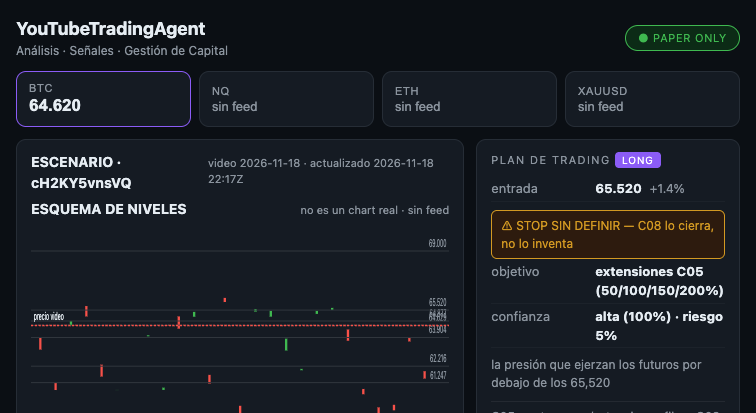 YouTubeTradingAgent
Análisis · Señales · Gestión de Capital
PAPER ONLY
BTC
64.620
NQ
sin feed
ETH
sin feed
XAUUSD
sin feed
ESCENARIO ·
cH2KY5vnsVQ
video 2026-11-18 · actualizado 2026-11-18
22:17Z
ESQUEMA DE NIVELES
no es un chart real · sin feed
69.000
65.520
precio video
63.904
62.216
61.247
PLAN DE TRADING LONG
entrada 65.520 +1.4%
⚠ STOP SIN DEFINIR — C08 lo cierra,
no lo inventa
objetivo extensiones C05
(50/100/150/200%)
confianza alta (100%) · riesgo
5%
la presión que ejerzan los futuros por
debajo de los 65,520